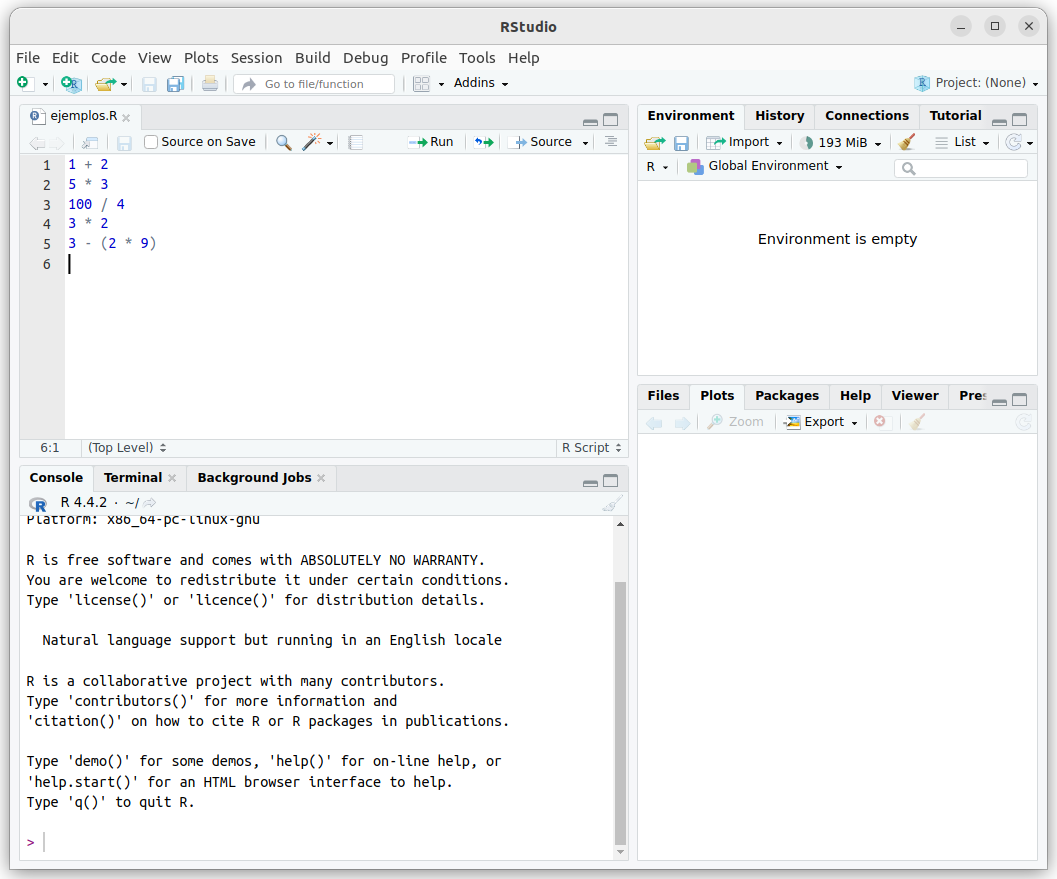 RStudio
File Edit Code View Plots Session Build Debug Profile Tools Help
Go to file/function Addins Project: (None)
ejemplos.R
Source on Save Run Source
1 1 + 2
2 5 * 3
3 100 / 4
4 3 * 2
5 3 - (2 * 9)
6
6:1 (Top Level) R Script
Console Terminal Background Jobs
R R 4.4.2 · ~/
Platform: x86_64-pc-linux-gnu
R is free software and comes with ABSOLUTELY NO WARRANTY.
You are welcome to redistribute it under certain conditions.
Type 'license()' or 'licence()' for distribution details.
Natural language support but running in an English locale
R is a collaborative project with many contributors.
Type 'contributors()' for more information and
'citation()' on how to cite R or R packages in publications.
Type 'demo()' for some demos, 'help()' for on-line help, or
'help.start()' for an HTML browser interface to help.
Type 'q()' to quit R.
>
Environment History Connections Tutorial
Import 193 MiB List
R Global Environment
Environment is empty
Files Plots Packages Help Viewer Pres
Zoom Export